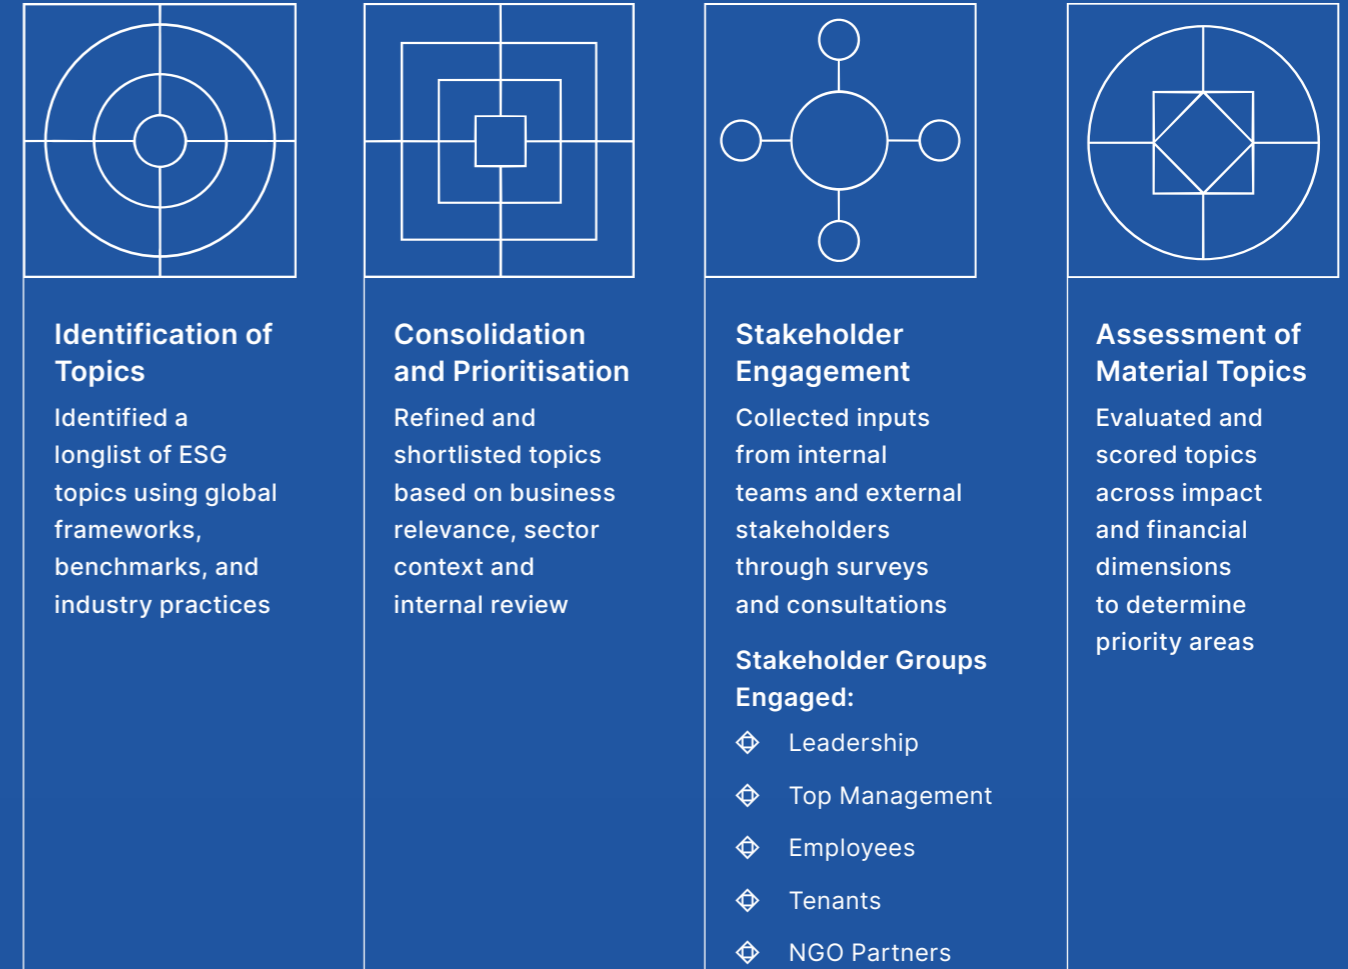 Identification of
Topics
Identified a
longlist of ESG
topics using global
frameworks,
benchmarks, and
industry practices
Consolidation
and Prioritisation
Refined and
shortlisted topics
based on business
relevance, sector
context and
internal review
Stakeholder
Engagement
Collected inputs
from internal
teams and external
stakeholders
through surveys
and consultations
Stakeholder Groups
Engaged:
Leadership
Top Management
Employees
Tenants
NGO Partners
Assessment of
Material Topics
Evaluated and
scored topics
across impact
and financial
dimensions
to determine
priority areas